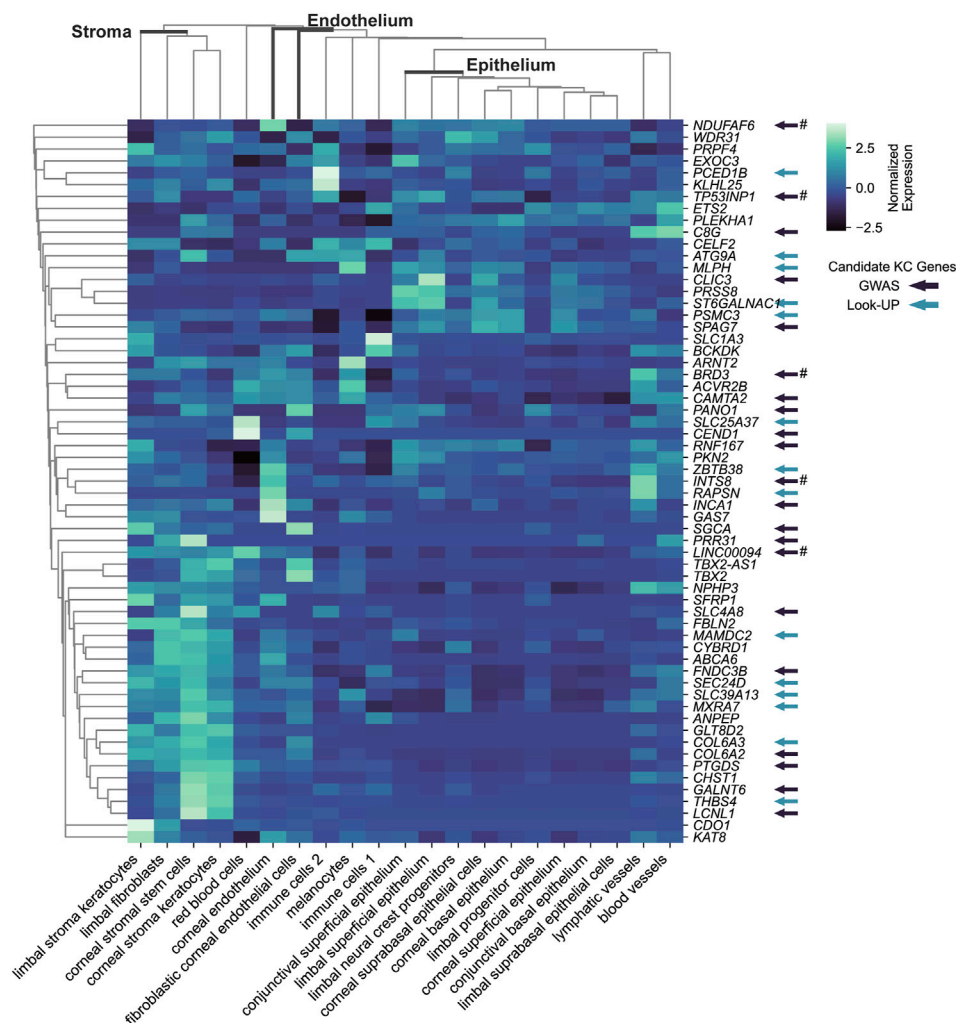 Stroma
Endothelium
Epithelium
NDUFAF6 #
WDR31
PRPF4
EXOC3
PCED1B
KLHL25
TP53INP1 #
ETS2
PLEKHA1
C8G
CELF2
ATG9A
MLPH
CLIC3
PRSS8
ST6GALNAC1
PSMC3
SPAG7
SLC1A3
BCKDK
ARNT2
BRD3 #
ACVR2B
CAMTA2
PANO1
SLC25A37
CEND1
RNF167
PKN2
ZBTB38
INTS8 #
RAPSN
INCA1
GAS7
SGCA
PRR31
LINC00094 #
TBX2-AS1
TBX2
NPHP3
SFRP1
SLC4A8
FBLN2
MAMDC2
CYBRD1
ABCA6
FNDC3B
SEC24D
SLC39A13
MXRA7
ANPEP
GLT8D2
COL6A3
COL6A2
PTGDS
CHST1
GALNT6
THBS4
LCNL1
CDO1
KAT8
2.5
0.0
−2.5
Normalized
Expression
Candidate KC Genes
GWAS
Look-UP
limbal stroma keratocytes
limbal fibroblasts
corneal stromal stem cells
corneal stroma keratocytes
red blood cells
corneal endothelium
fibroblastic corneal endothelial cells
immune cells 2
melanocytes
immune cells 1
conjunctival superficial epithelium
limbal superficial epithelium
limbal neural crest progenitors
corneal suprabasal epithelial cells
corneal basal epithelium
limbal progenitor cells
corneal superficial epithelium
conjunctival basal epithelium
limbal suprabasal epithelial cells
lymphatic vessels
blood vessels